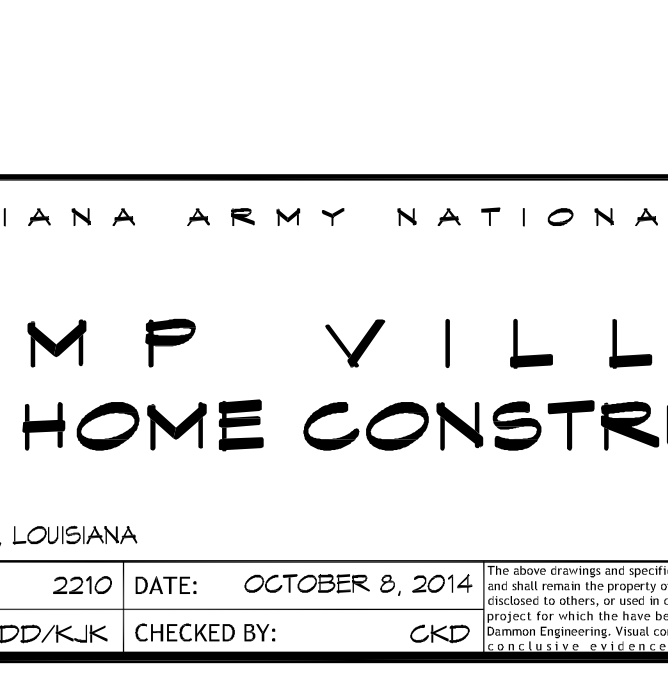 IANA ARMY NATIONA
MP VILL
HOME CONSTR
, LOUISIANA
2210 DATE: OCTOBER 8, 2014
DD/KJK CHECKED BY: CKD
The above drawings and specifi
and shall remain the property o
disclosed to others, or used in c
project for which the have be
Dammon Engineering. Visual co
conclusive evidence